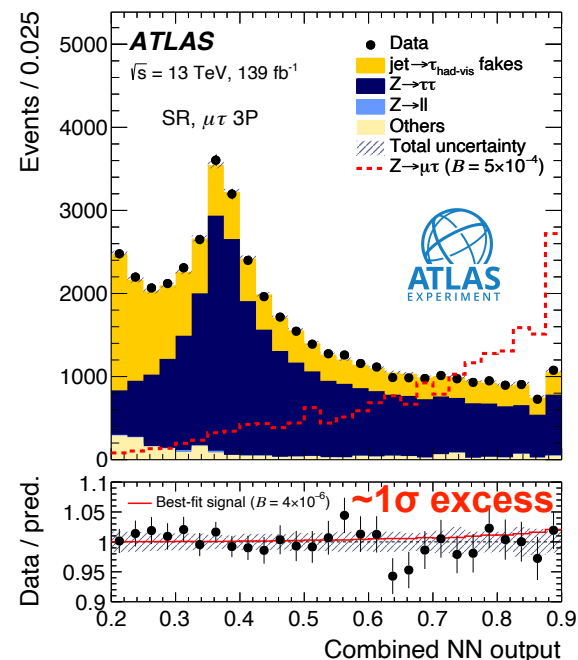 Events / 0.025
5000
4000
3000
2000
1000
0
ATLAS
√s = 13 TeV, 139 fb⁻¹
SR, μτ 3P
Data
jet→τhad-vis fakes
Z→ττ
Z→ll
Others
Total uncertainty
Z→μτ (B = 5×10⁻⁴)
ATLAS
EXPERIMENT
Data / pred.
1.1
1.05
1
0.95
0.9
Best-fit signal (B = 4×10⁻⁶)
~1σ excess
0.2 0.3 0.4 0.5 0.6 0.7 0.8 0.9
Combined NN output